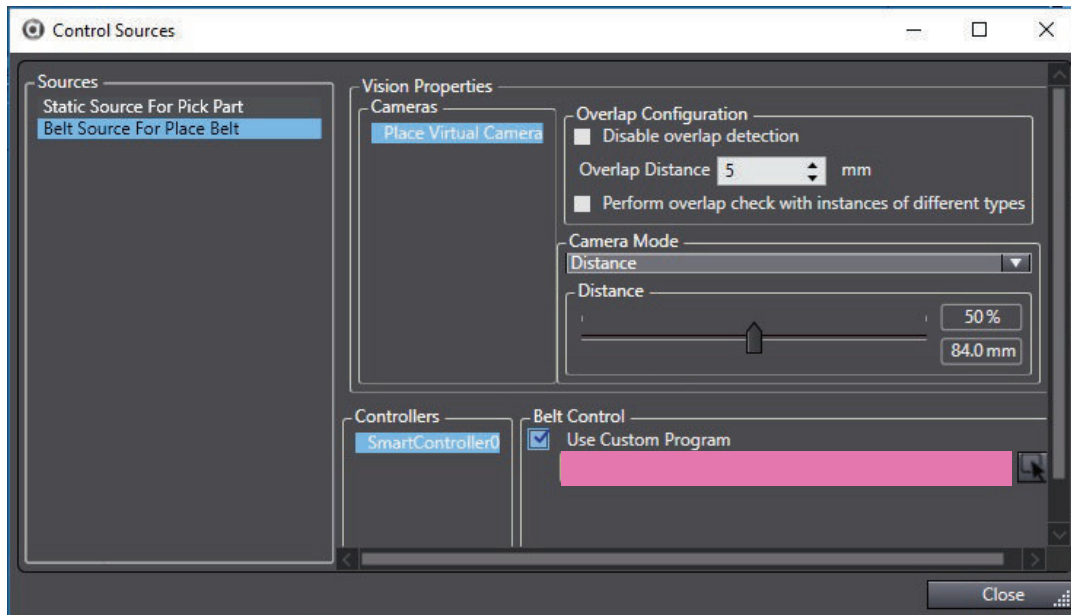 Control Sources
Sources
Static Source For Pick Part
Belt Source For Place Belt
Vision Properties
Cameras
Place Virtual Camera
Overlap Configuration
Disable overlap detection
Overlap Distance 5 mm
Perform overlap check with instances of different types
Camera Mode
Distance
Distance
50 %
84.0 mm
Controllers
SmartController0
Belt Control
Use Custom Program
Close